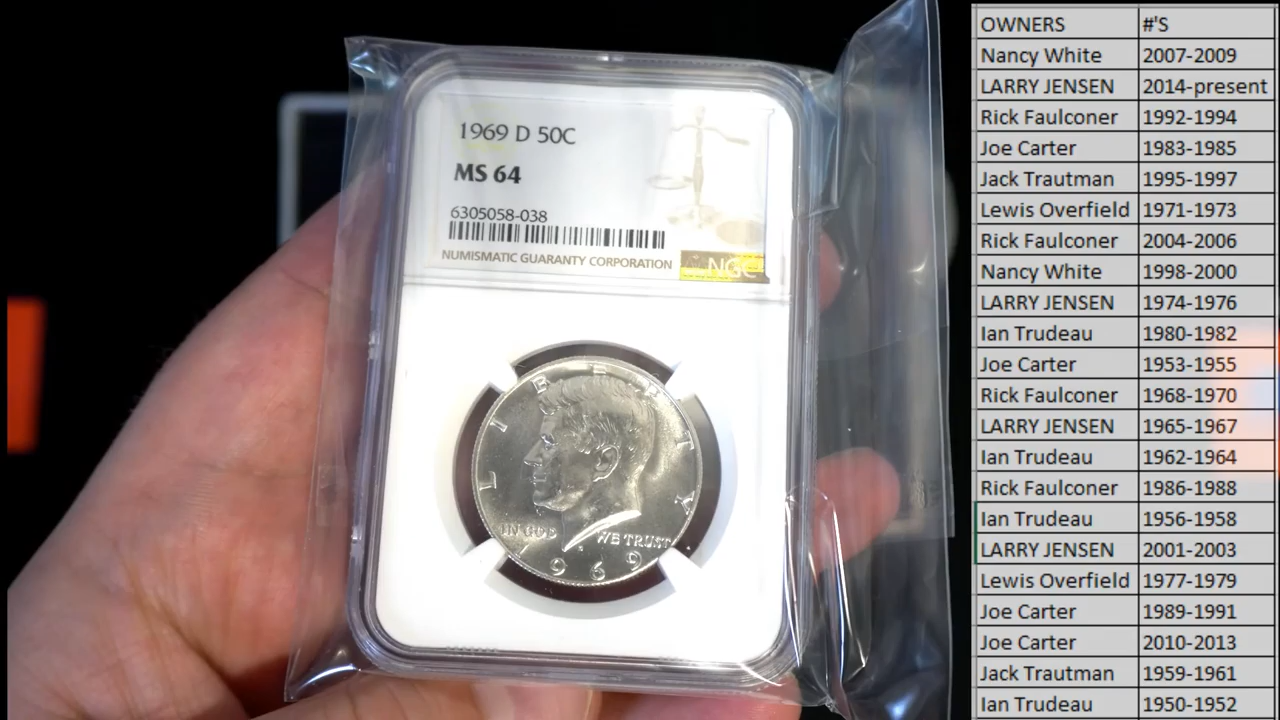 1969 D 50C
MS 64
6305058-038
NUMISMATIC GUARANTY CORPORATION
NGC
LIBERTY
IN GOD WE TRUST
1969
OWNERS #'S
Nancy White 2007-2009
LARRY JENSEN 2014-present
Rick Faulconer 1992-1994
Joe Carter 1983-1985
Jack Trautman 1995-1997
Lewis Overfield 1971-1973
Rick Faulconer 2004-2006
Nancy White 1998-2000
LARRY JENSEN 1974-1976
Ian Trudeau 1980-1982
Joe Carter 1953-1955
Rick Faulconer 1968-1970
LARRY JENSEN 1965-1967
Ian Trudeau 1962-1964
Rick Faulconer 1986-1988
Ian Trudeau 1956-1958
LARRY JENSEN 2001-2003
Lewis Overfield 1977-1979
Joe Carter 1989-1991
Joe Carter 2010-2013
Jack Trautman 1959-1961
Ian Trudeau 1950-1952